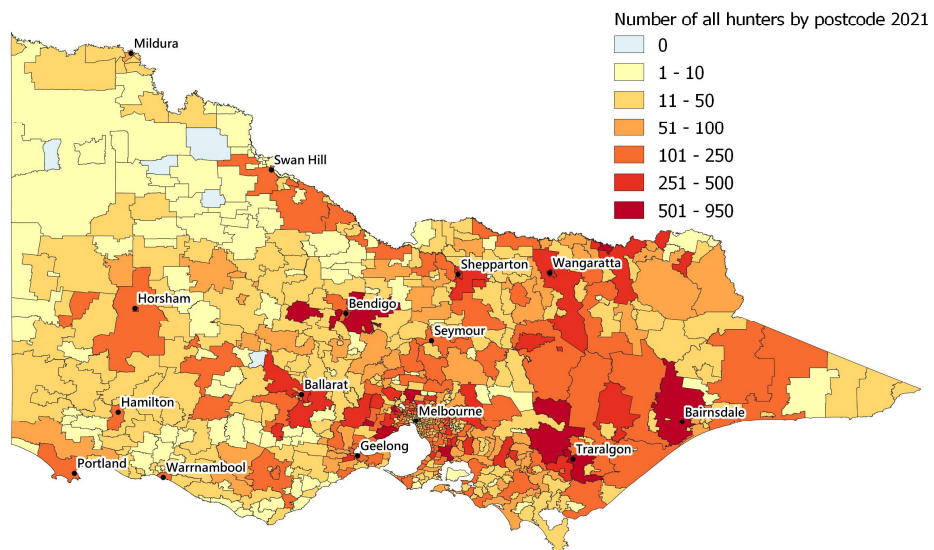 Number of all hunters by postcode 2021
0
1 - 10
11 - 50
51 - 100
101 - 250
251 - 500
501 - 950
Mildura
Swan Hill
Shepparton
Wangaratta
Horsham
Bendigo
Seymour
Ballarat
Hamilton
Melbourne
Bairnsdale
Geelong
Traralgon
Portland
Warrnambool